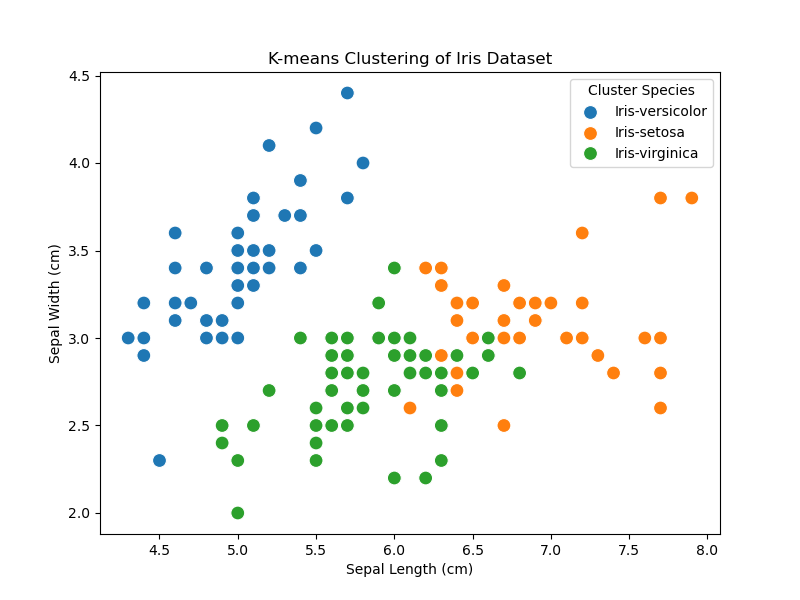 K-means Clustering of Iris Dataset
Cluster Species
Iris-versicolor
Iris-setosa
Iris-virginica
Sepal Width (cm)
4.5
4.0
3.5
3.0
2.5
2.0
4.5 5.0 5.5 6.0 6.5 7.0 7.5 8.0
Sepal Length (cm)